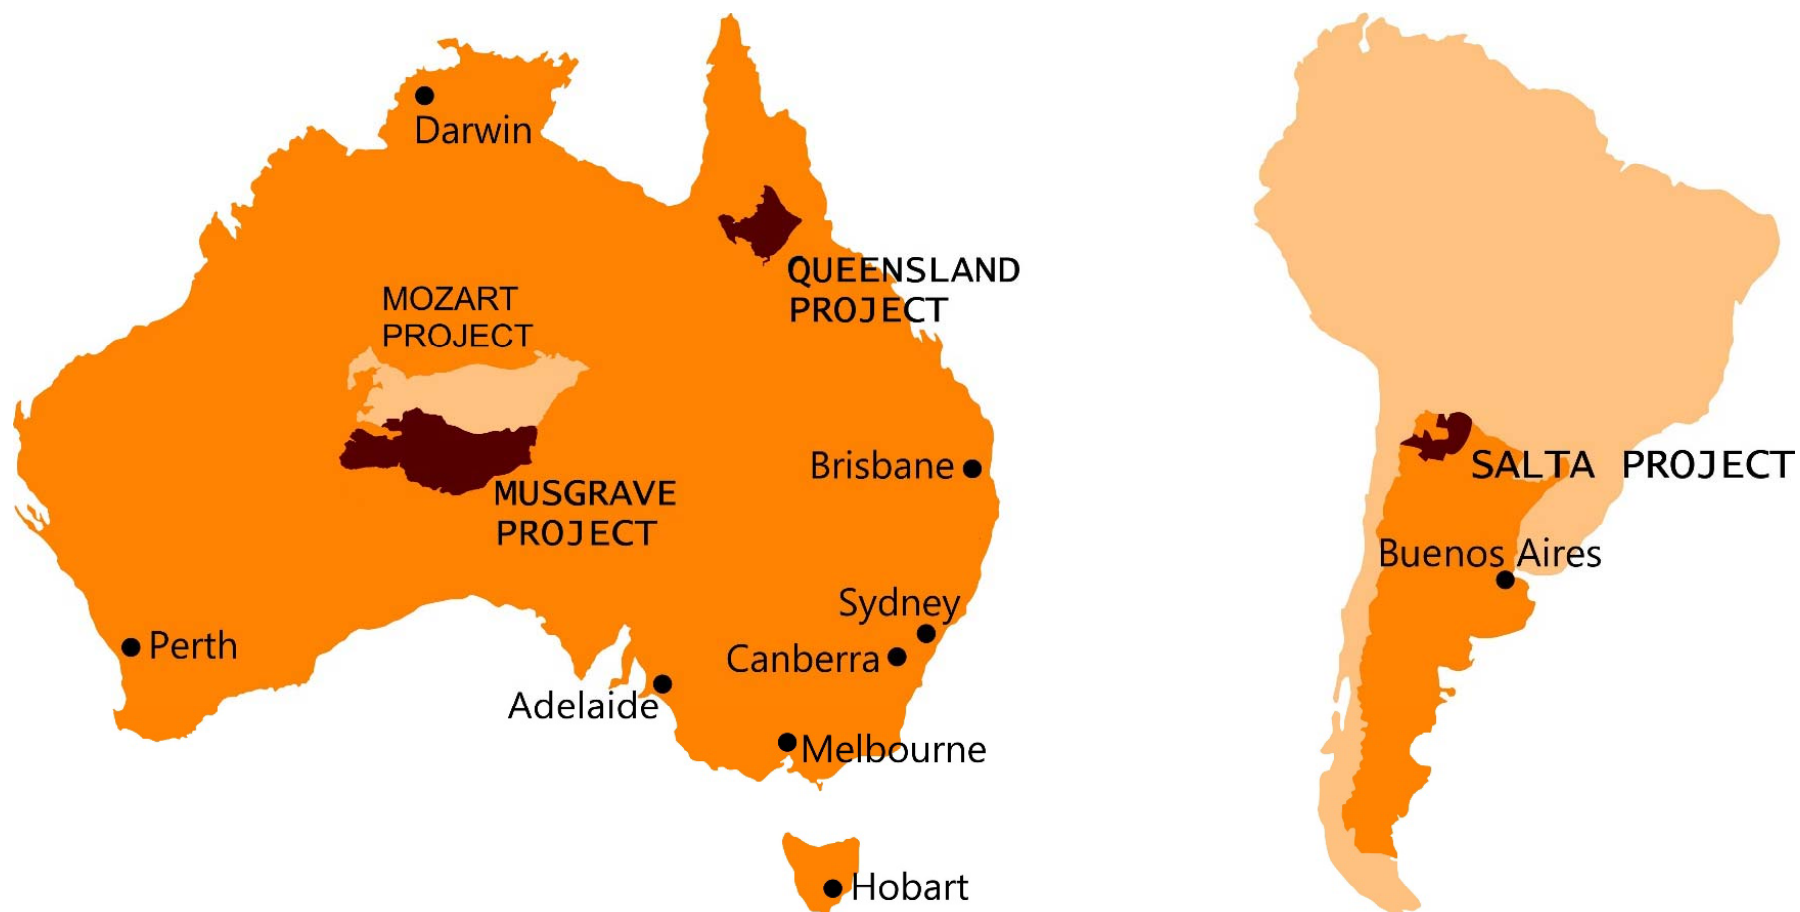 Darwin
QUEENSLAND
PROJECT
MOZART
PROJECT
Brisbane
MUSGRAVE
PROJECT
Sydney
Perth
Canberra
Adelaide
Melbourne
Hobart
SALTA PROJECT
Buenos Aires